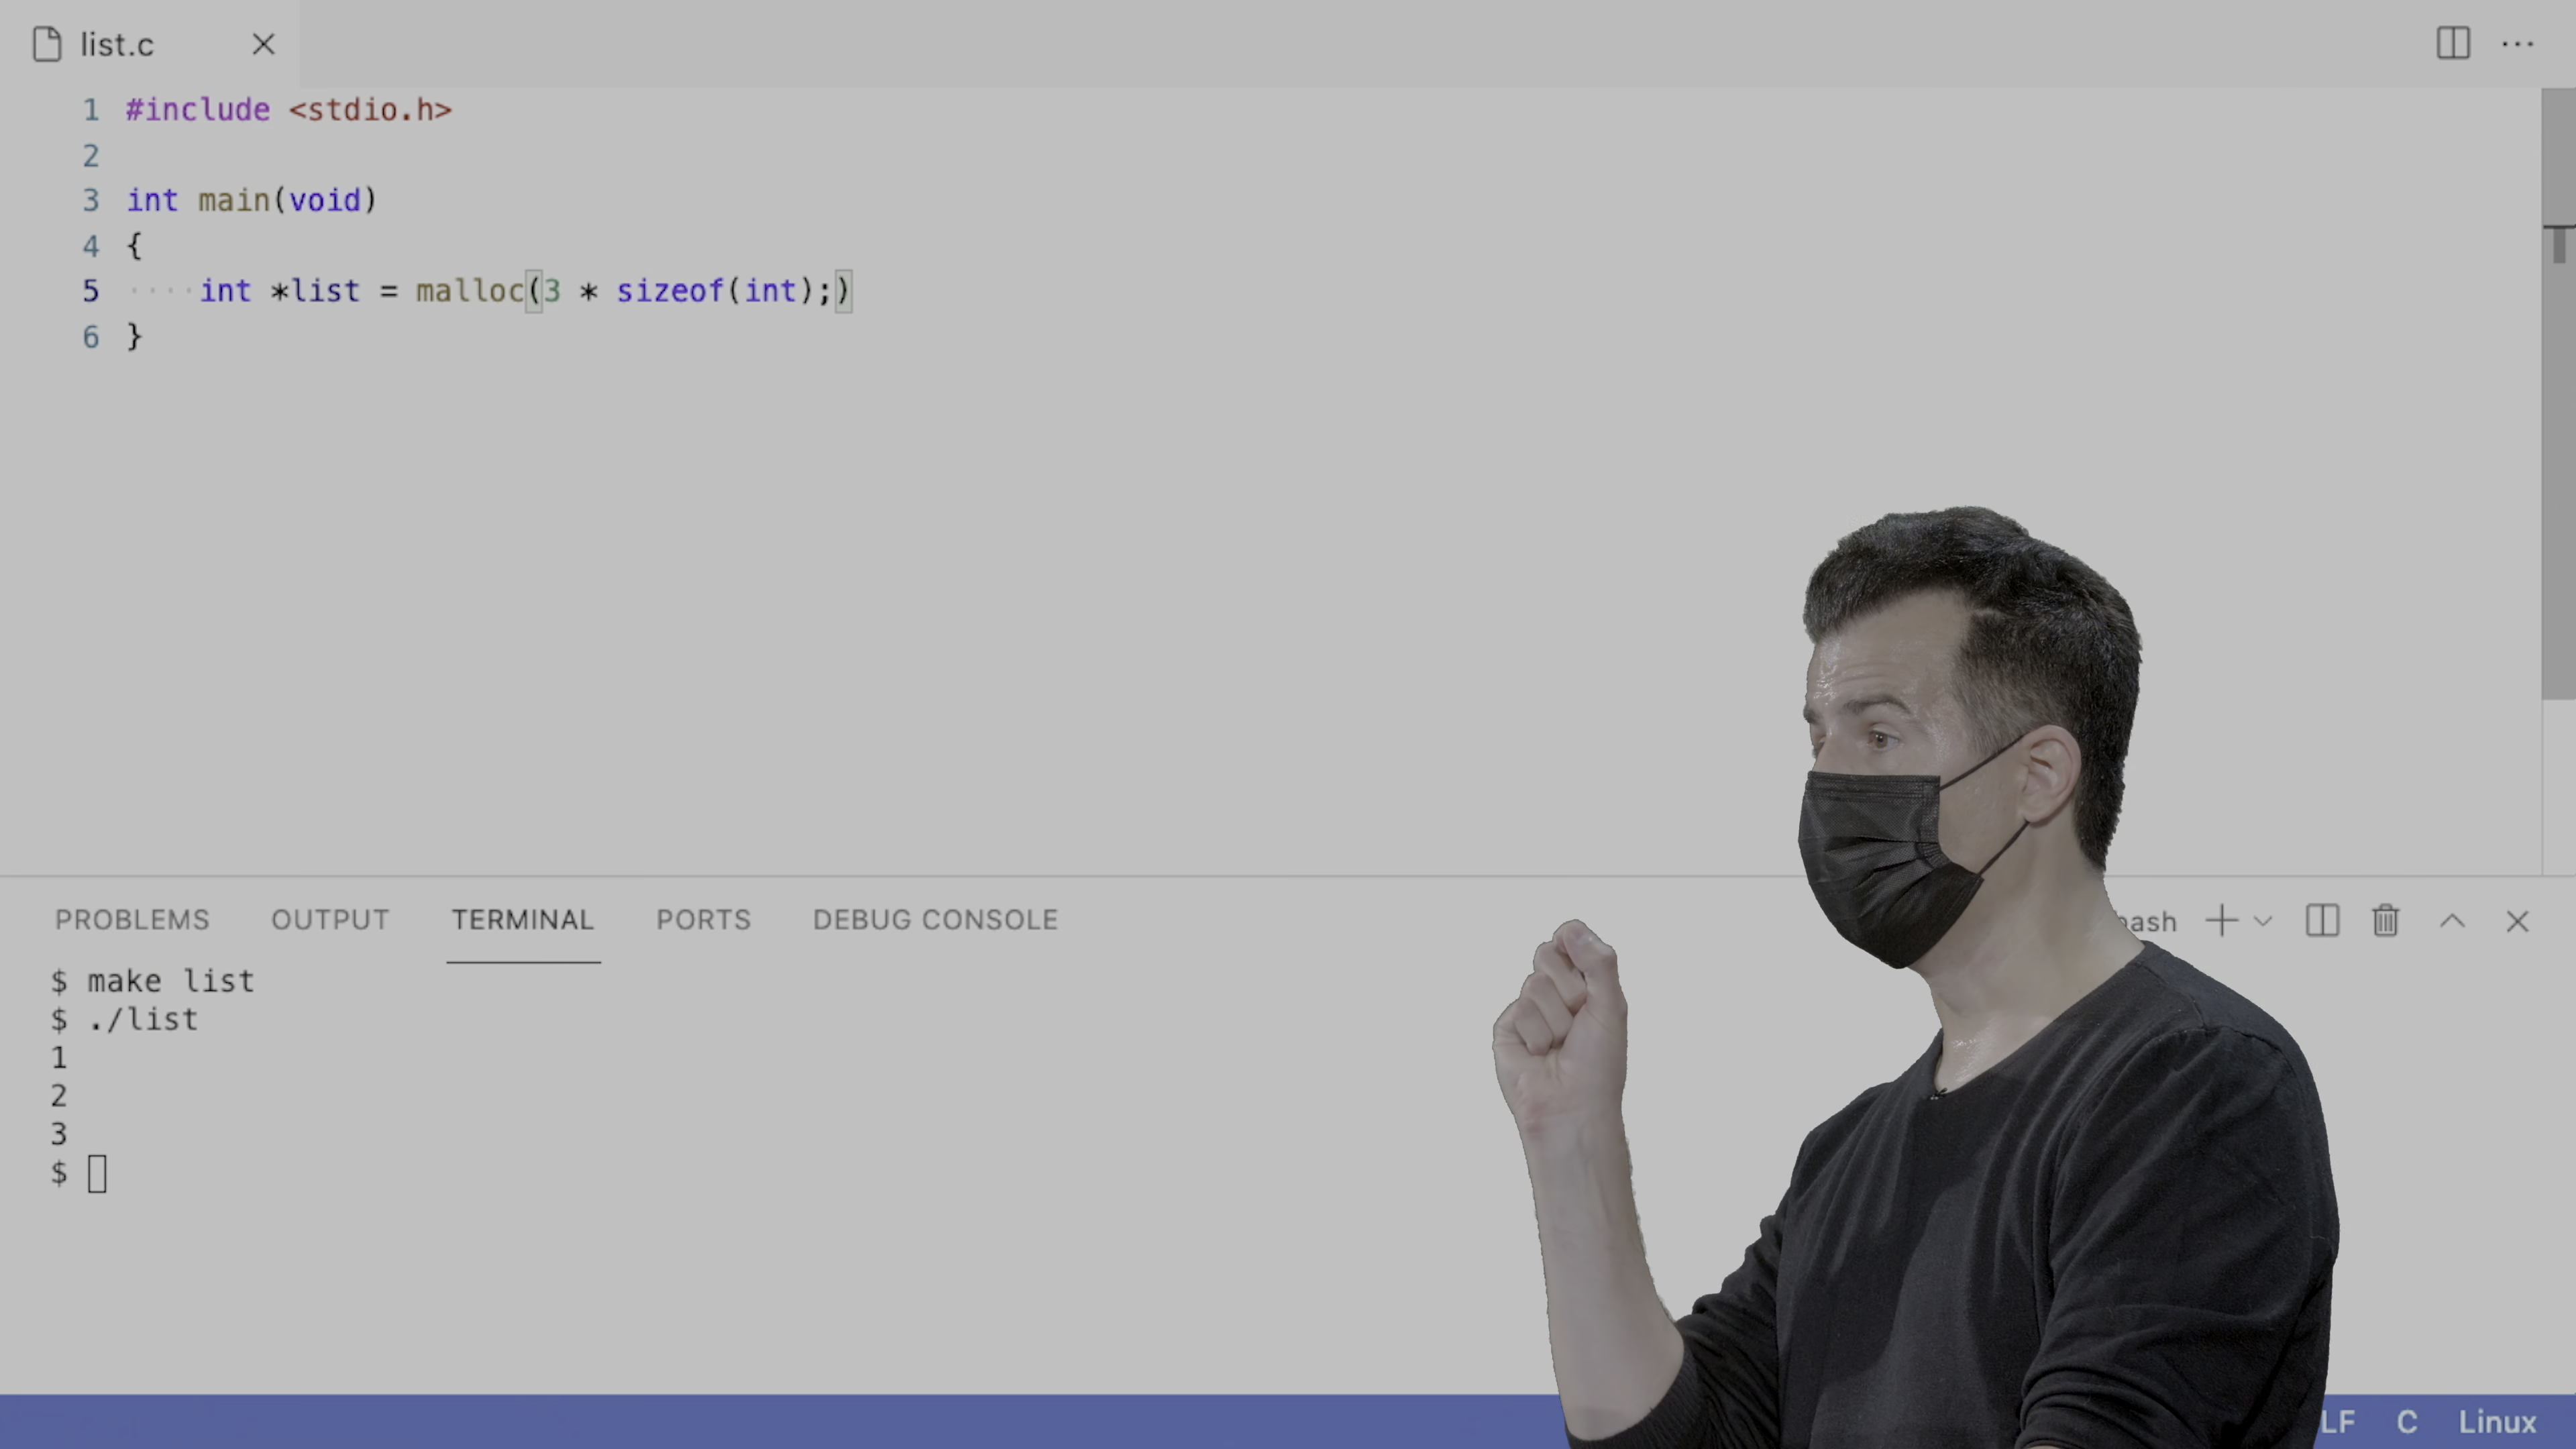 list.c
1 #include <stdio.h>
2
3 int main(void)
4 {
5 ····int *list = malloc(3 * sizeof(int);)
6 }
PROBLEMS OUTPUT TERMINAL PORTS DEBUG CONSOLE
$ make list
$ ./list
1
2
3
$
LF C Linux